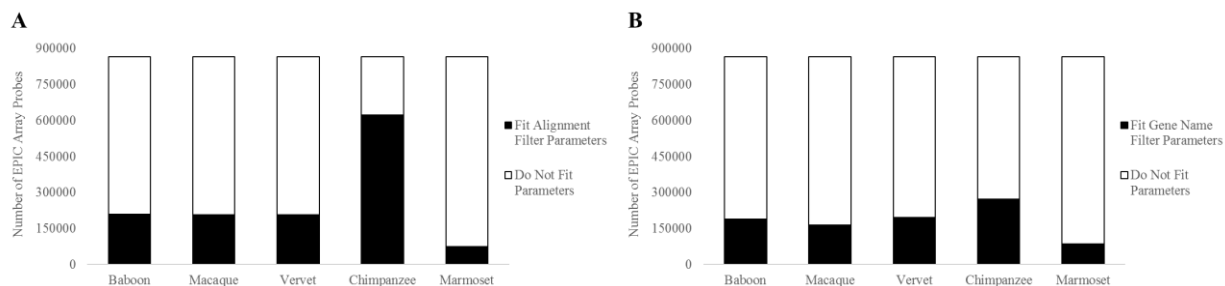 A
Number of EPIC Array Probes
900000
750000
600000
450000
300000
150000
0
Baboon
Macaque
Vervet
Chimpanzee
Marmoset
Fit Alignment
Filter Parameters
Do Not Fit
Parameters
B
Number of EPIC Array Probes
900000
750000
600000
450000
300000
150000
0
Baboon
Macaque
Vervet
Chimpanzee
Marmoset
Fit Gene Name
Filter Parameters
Do Not Fit
Parameters